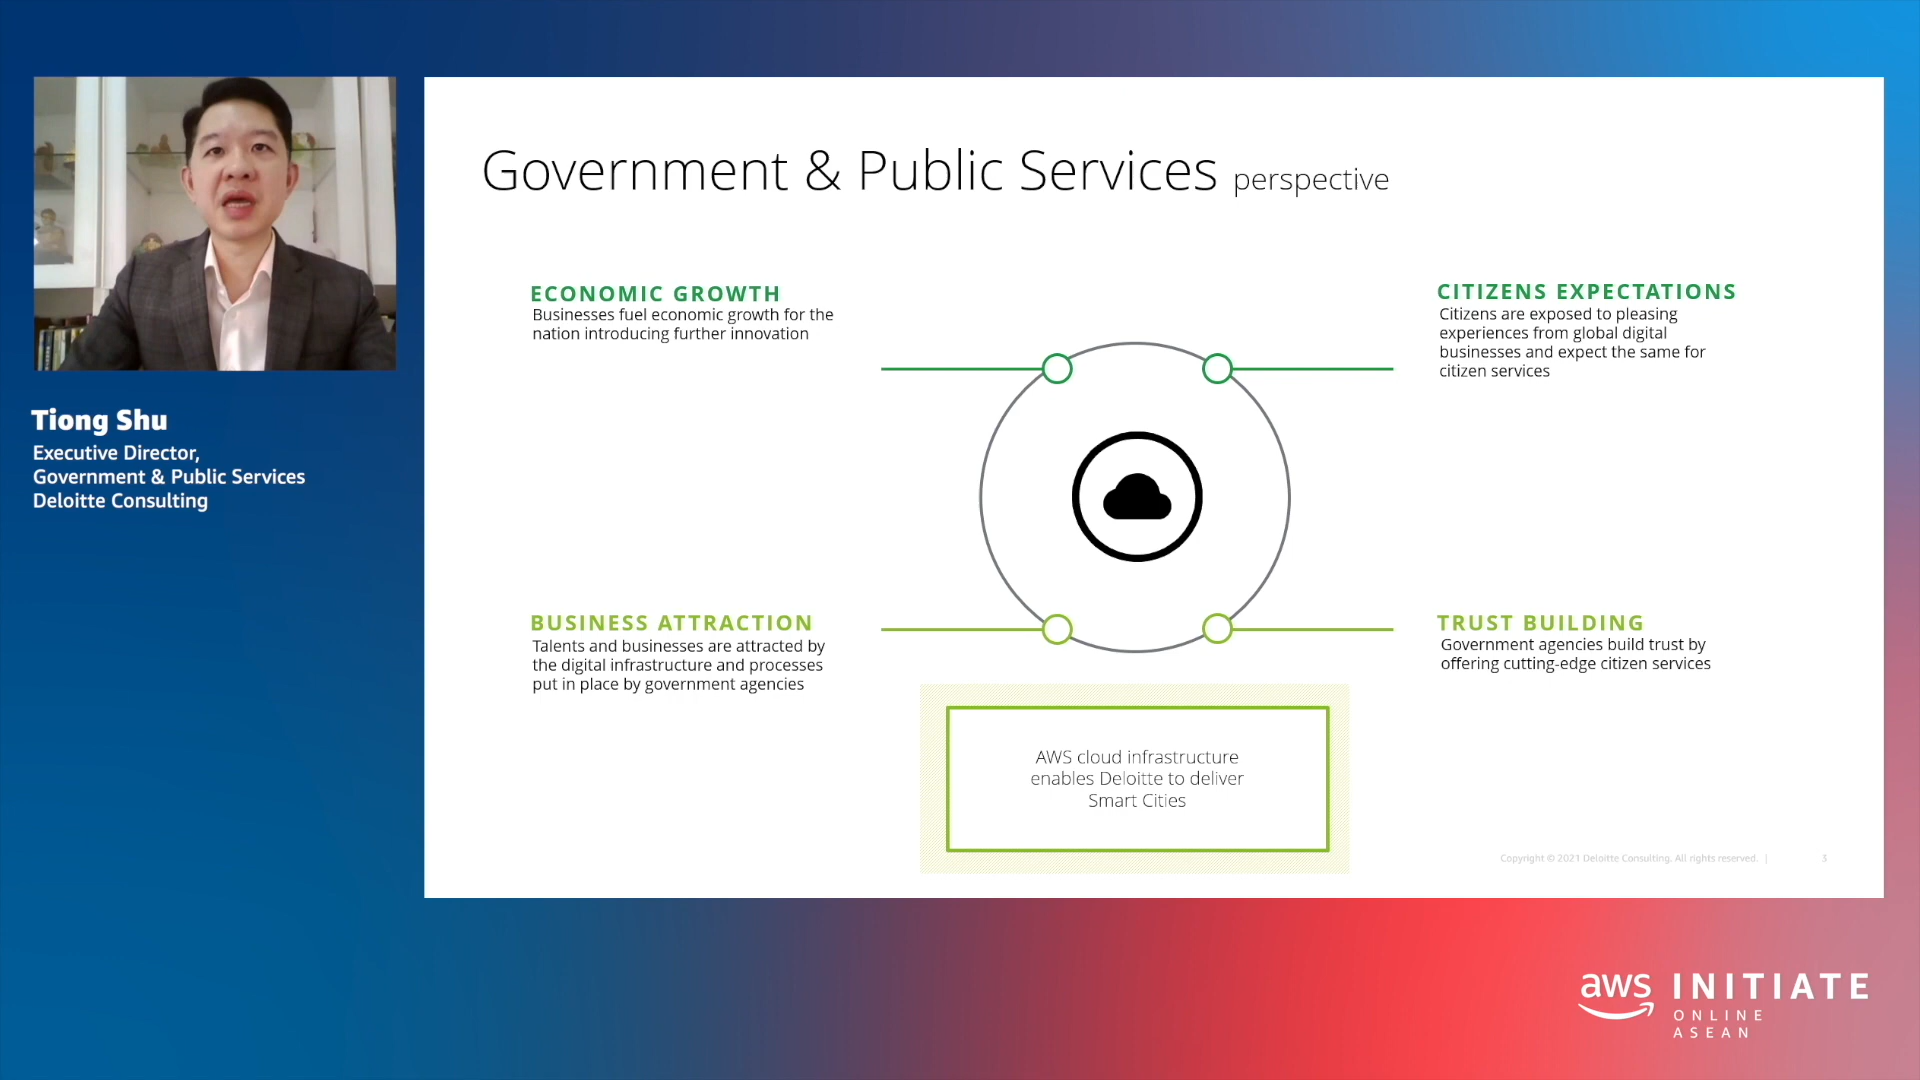 Government & Public Services perspective
ECONOMIC GROWTH
Businesses fuel economic growth for the
nation introducing further innovation
CITIZENS EXPECTATIONS
Citizens are exposed to pleasing
experiences from global digital
businesses and expect the same for
citizen services
Tiong Shu
Executive Director,
Government & Public Services
Deloitte Consulting
BUSINESS ATTRACTION
Talents and businesses are attracted by
the digital infrastructure and processes
put in place by government agencies
TRUST BUILDING
Government agencies build trust by
offering cutting-edge citizen services
AWS cloud infrastructure
enables Deloitte to deliver
Smart Cities
Copyright © 2021 Deloitte Consulting. All rights reserved. | 3
aws INITIATE
ONLINE
ASEAN